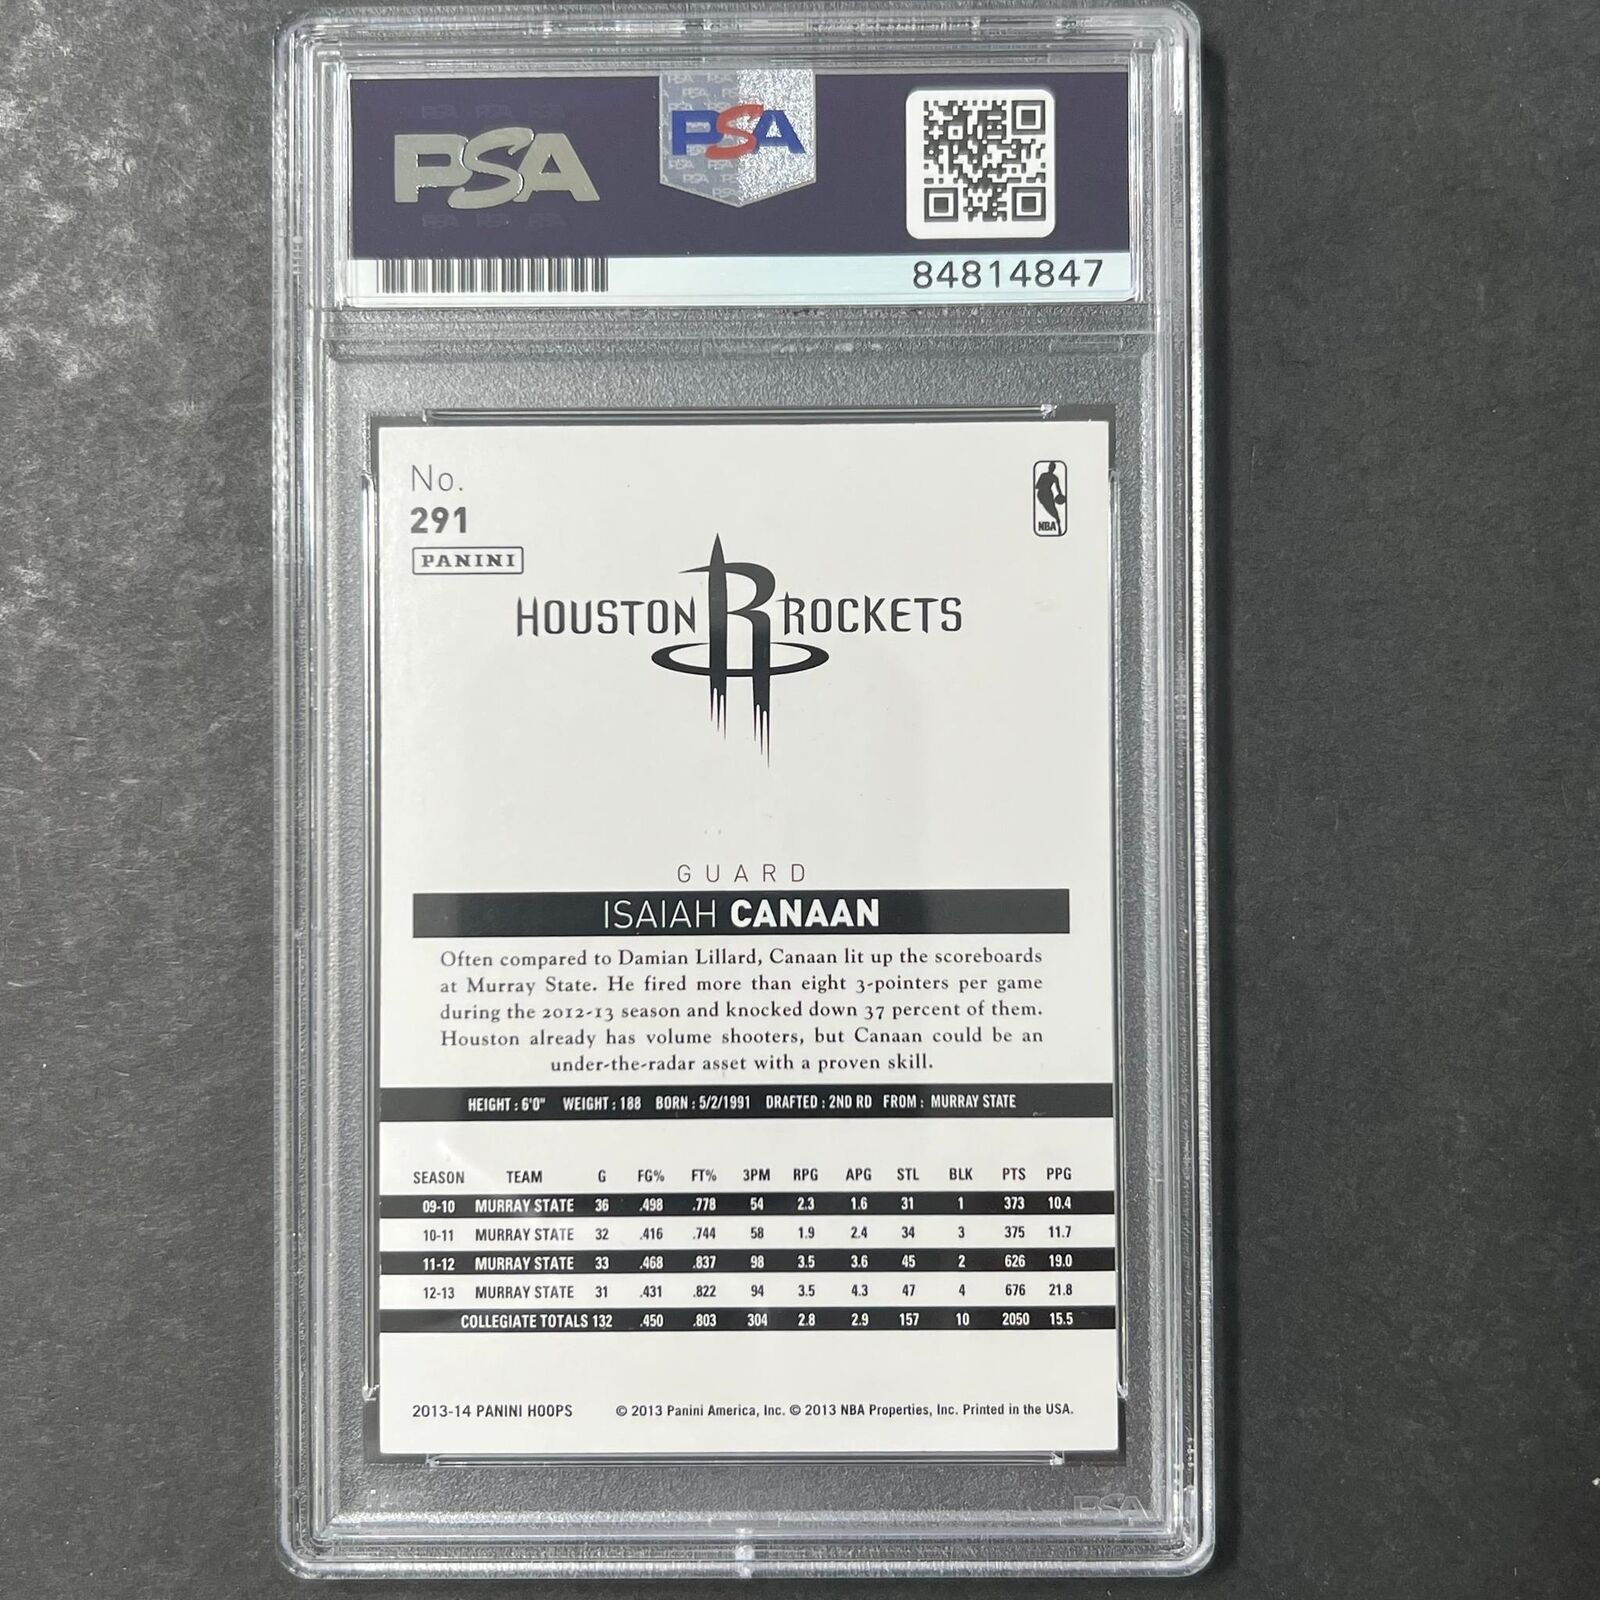 PSA
PSA
84814847
No.
291
PANINI
NBA
HOUSTON R ROCKETS
GUARD
ISAIAH CANAAN
Often compared to Damian Lillard, Canaan lit up the scoreboards
at Murray State. He fired more than eight 3-pointers per game
during the 2012-13 season and knocked down 37 percent of them.
Houston already has volume shooters, but Canaan could be an
under-the-radar asset with a proven skill.
HEIGHT : 6'0" WEIGHT : 188 BORN : 5/2/1991 DRAFTED : 2ND RD FROM : MURRAY STATE
SEASON TEAM G FG% FT% 3PM RPG APG STL BLK PTS PPG
09-10 MURRAY STATE 36 .498 .778 54 2.3 1.6 31 1 373 10.4
10-11 MURRAY STATE 32 .416 .744 58 1.9 2.4 34 3 375 11.7
11-12 MURRAY STATE 33 .468 .837 98 3.5 3.6 45 2 626 19.0
12-13 MURRAY STATE 31 .431 .822 94 3.5 4.3 47 4 676 21.8
COLLEGIATE TOTALS 132 .450 .803 304 2.8 2.9 157 10 2050 15.5
2013-14 PANINI HOOPS © 2013 Panini America, Inc. © 2013 NBA Properties, Inc. Printed in the USA.
PSA